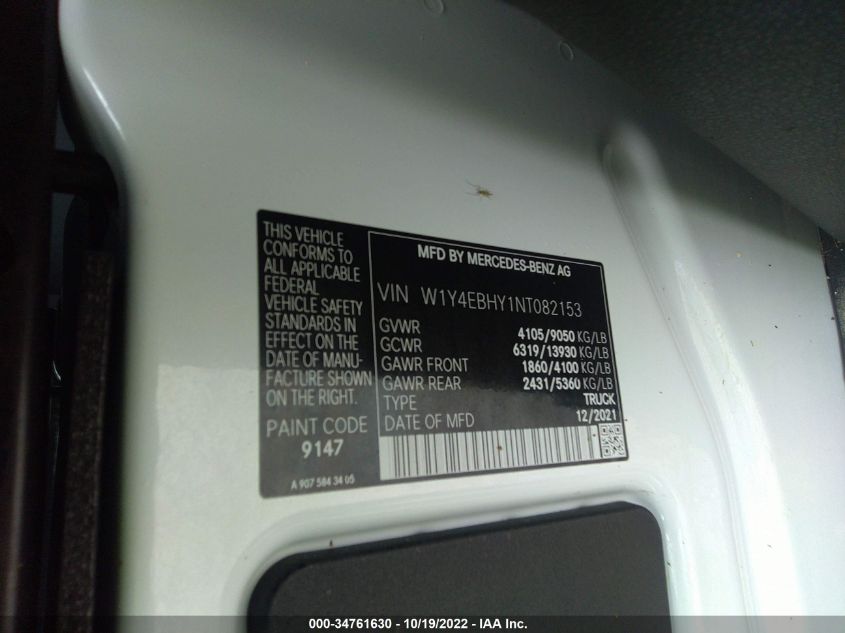 THIS VEHICLE
CONFORMS TO
ALL APPLICABLE
FEDERAL
VEHICLE SAFETY
STANDARDS IN
EFFECT ON THE
DATE OF MANU-
FACTURE SHOWN
ON THE RIGHT.
PAINT CODE
9147
A 907 584 34 05
MFD BY MERCEDES-BENZ AG
VIN W1Y4EBHY1NT082153
GVWR 4105/9050 KG/LB
GCWR 6319/13930 KG/LB
GAWR FRONT 1860/4100 KG/LB
GAWR REAR 2431/5360 KG/LB
TYPE TRUCK
DATE OF MFD 12/2021
000-34761630 - 10/19/2022 - IAA Inc.